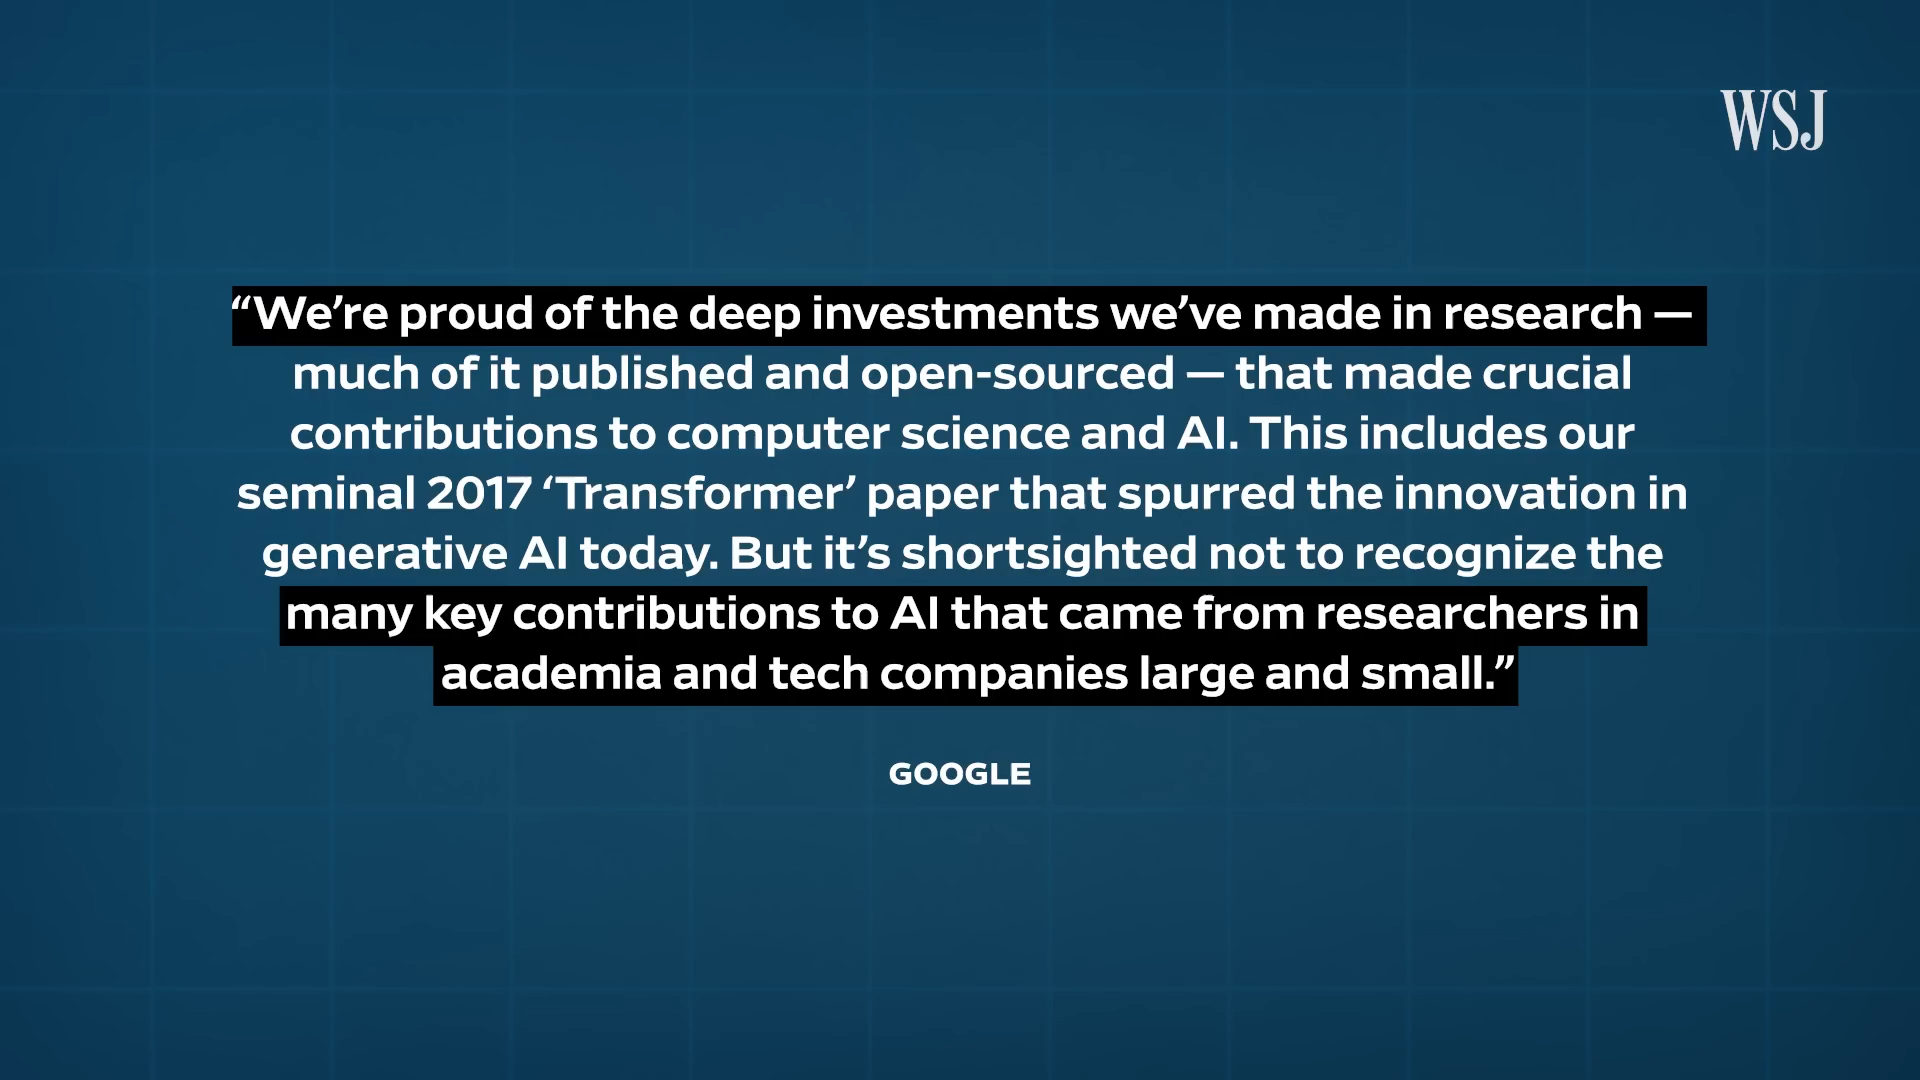 WSJ
“We’re proud of the deep investments we’ve made in research —
much of it published and open-sourced — that made crucial
contributions to computer science and AI. This includes our
seminal 2017 ‘Transformer’ paper that spurred the innovation in
generative AI today. But it’s shortsighted not to recognize the
many key contributions to AI that came from researchers in
academia and tech companies large and small.”
GOOGLE